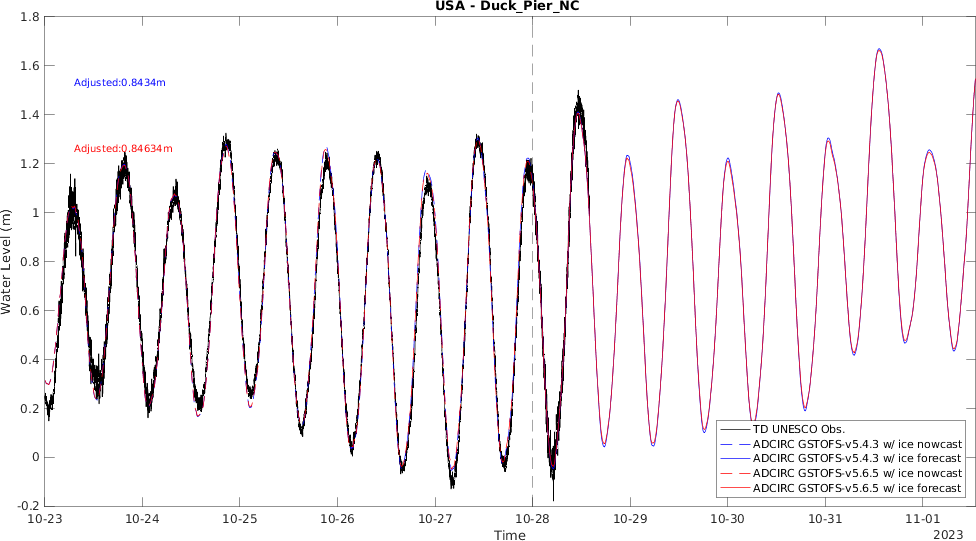 USA - Duck_Pier_NC
1.8
1.6
1.4
1.2
1
0.8
0.6
0.4
0.2
0
-0.2
Water Level (m)
Adjusted:0.8434m
Adjusted:0.84634m
TD UNESCO Obs.
ADCIRC GSTOFS-v5.4.3 w/ ice nowcast
ADCIRC GSTOFS-v5.4.3 w/ ice forecast
ADCIRC GSTOFS-v5.6.5 w/ ice nowcast
ADCIRC GSTOFS-v5.6.5 w/ ice forecast
10-23 10-24 10-25 10-26 10-27 10-28 10-29 10-30 10-31 11-01
Time
2023